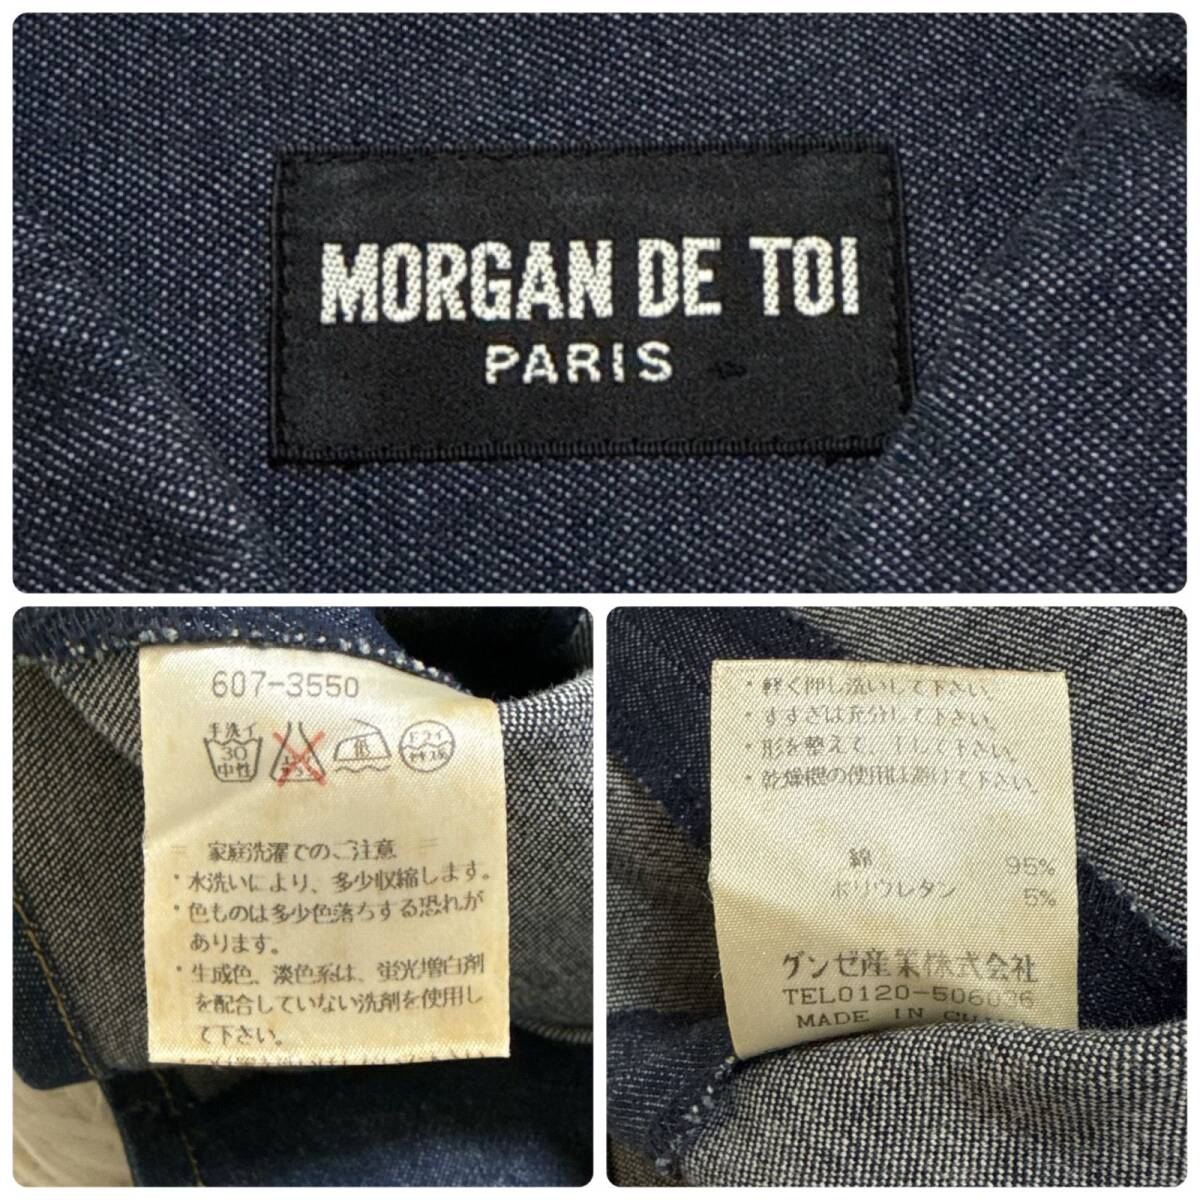 MORGAN DE TOI
PARIS
607-3550
手洗イ
30
中性
低
ドライ
= 家庭洗濯でのご注意 =
・水洗いにより、多少収縮します。
・色ものは多少色落ちする恐れが
あります。
・生成色、淡色系は、蛍光増白剤
を配合していない洗剤を使用し
て下さい。
・軽く押し洗いして下さい。
・すすぎは充分して下さい。
・形を整えて 下さい。
・乾燥機の使用は避けて下さい。
綿 95%
ポリウレタン 5%
グンゼ産業株式会社
TEL0120-506026
MADE IN